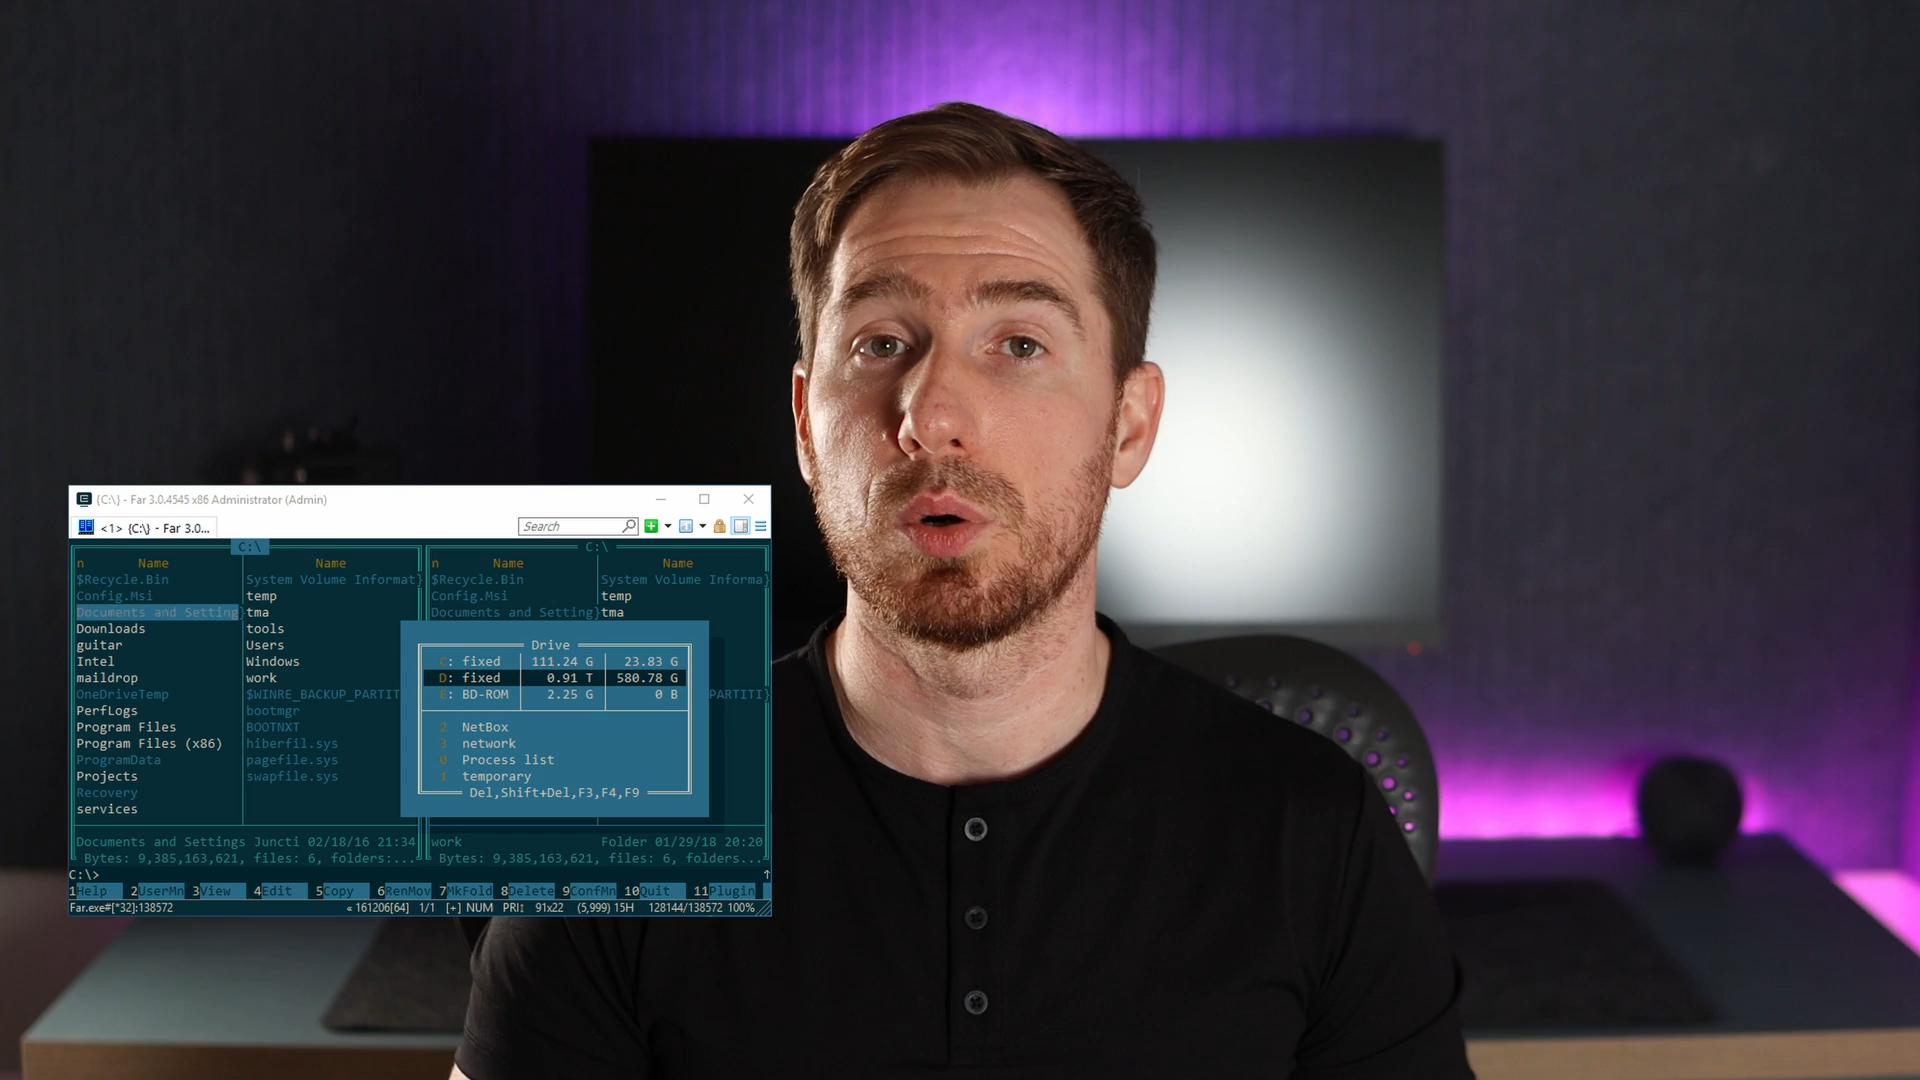 {C:\} - Far 3.0.4545 x86 Administrator (Admin)
<1> {C:\} - Far 3.0...
Search
C:\
C:\
n Name Name
n Name Name
$Recycle.Bin System Volume Informat}
$Recycle.Bin System Volume Informa}
Config.Msi temp
Config.Msi temp
Documents and Setting}tma
Documents and Setting}tma
Downloads tools
guitar Users
Intel Windows
maildrop work
OneDriveTemp $WINRE_BACKUP_PARTIT
PARTITI}
PerfLogs bootmgr
Program Files BOOTNXT
Program Files (x86) hiberfil.sys
ProgramData pagefile.sys
Projects swapfile.sys
Recovery
services
Drive
C: fixed 111.24 G 23.83 G
D: fixed 0.91 T 580.78 G
E: BD-ROM 2.25 G 0 B
2 NetBox
3 network
0 Process list
1 temporary
Del,Shift+Del,F3,F4,F9
Documents and Settings Juncti 02/18/16 21:34
work Folder 01/29/18 20:20
Bytes: 9,385,163,621, files: 6, folders:...
Bytes: 9,385,163,621, files: 6, folders...
C:\>
1Help 2UserMn 3View 4Edit 5Copy 6RenMov 7MkFold 8Delete 9ConfMn 10Quit 11Plugin
Far.exe#[*32]:138572 « 161206[64] 1/1 [+] NUM PRI↕ 91x22 (5,999) 15H 128144/138572 100%